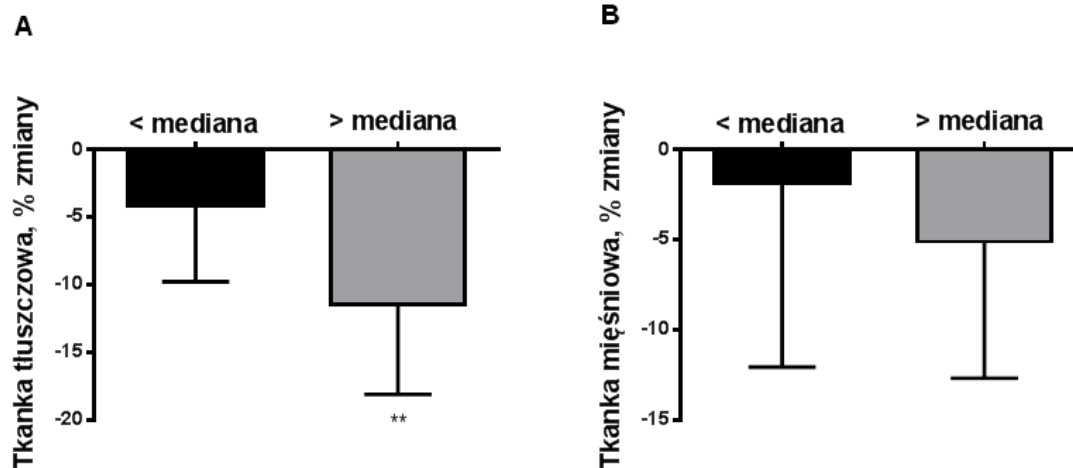 A
Tkanka tłuszczowa, % zmiany
< mediana > mediana
0
-5
-10
-15
-20
**
B
Tkanka mięśniowa, % zmiany
< mediana > mediana
0
-5
-10
-15